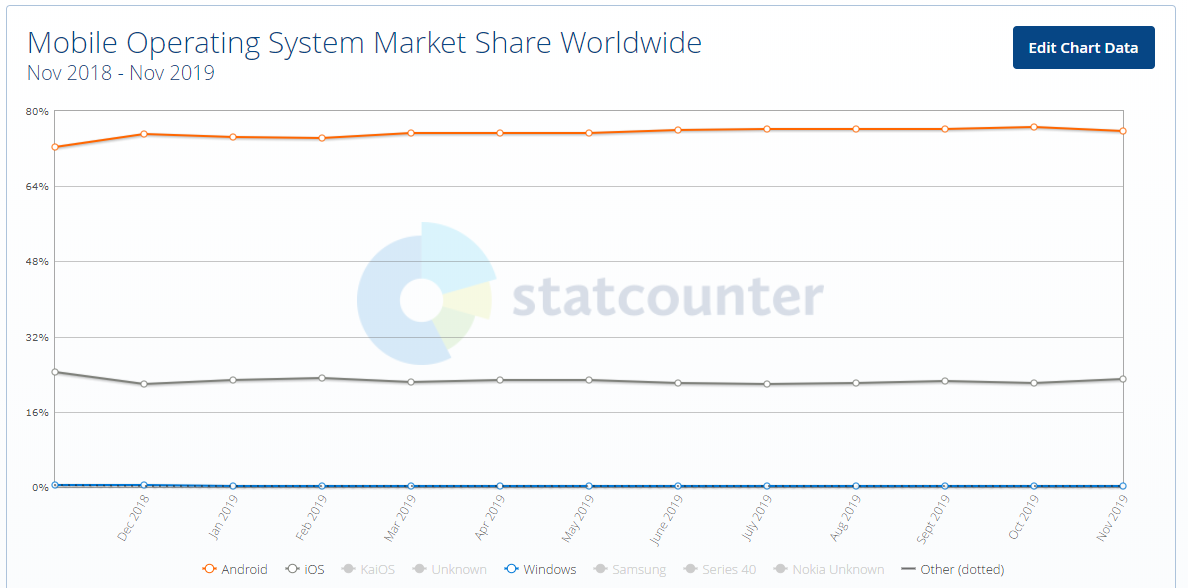 Mobile Operating System Market Share Worldwide
Nov 2018 - Nov 2019
Edit Chart Data
80%
64%
48%
32%
16%
0%
statcounter
Dec 2018
Jan 2019
Feb 2019
Mar 2019
Apr 2019
May 2019
June 2019
July 2019
Aug 2019
Sept 2019
Oct 2019
Nov 2019
Android iOS KaiOS Unknown Windows Samsung Series 40 Nokia Unknown Other (dotted)